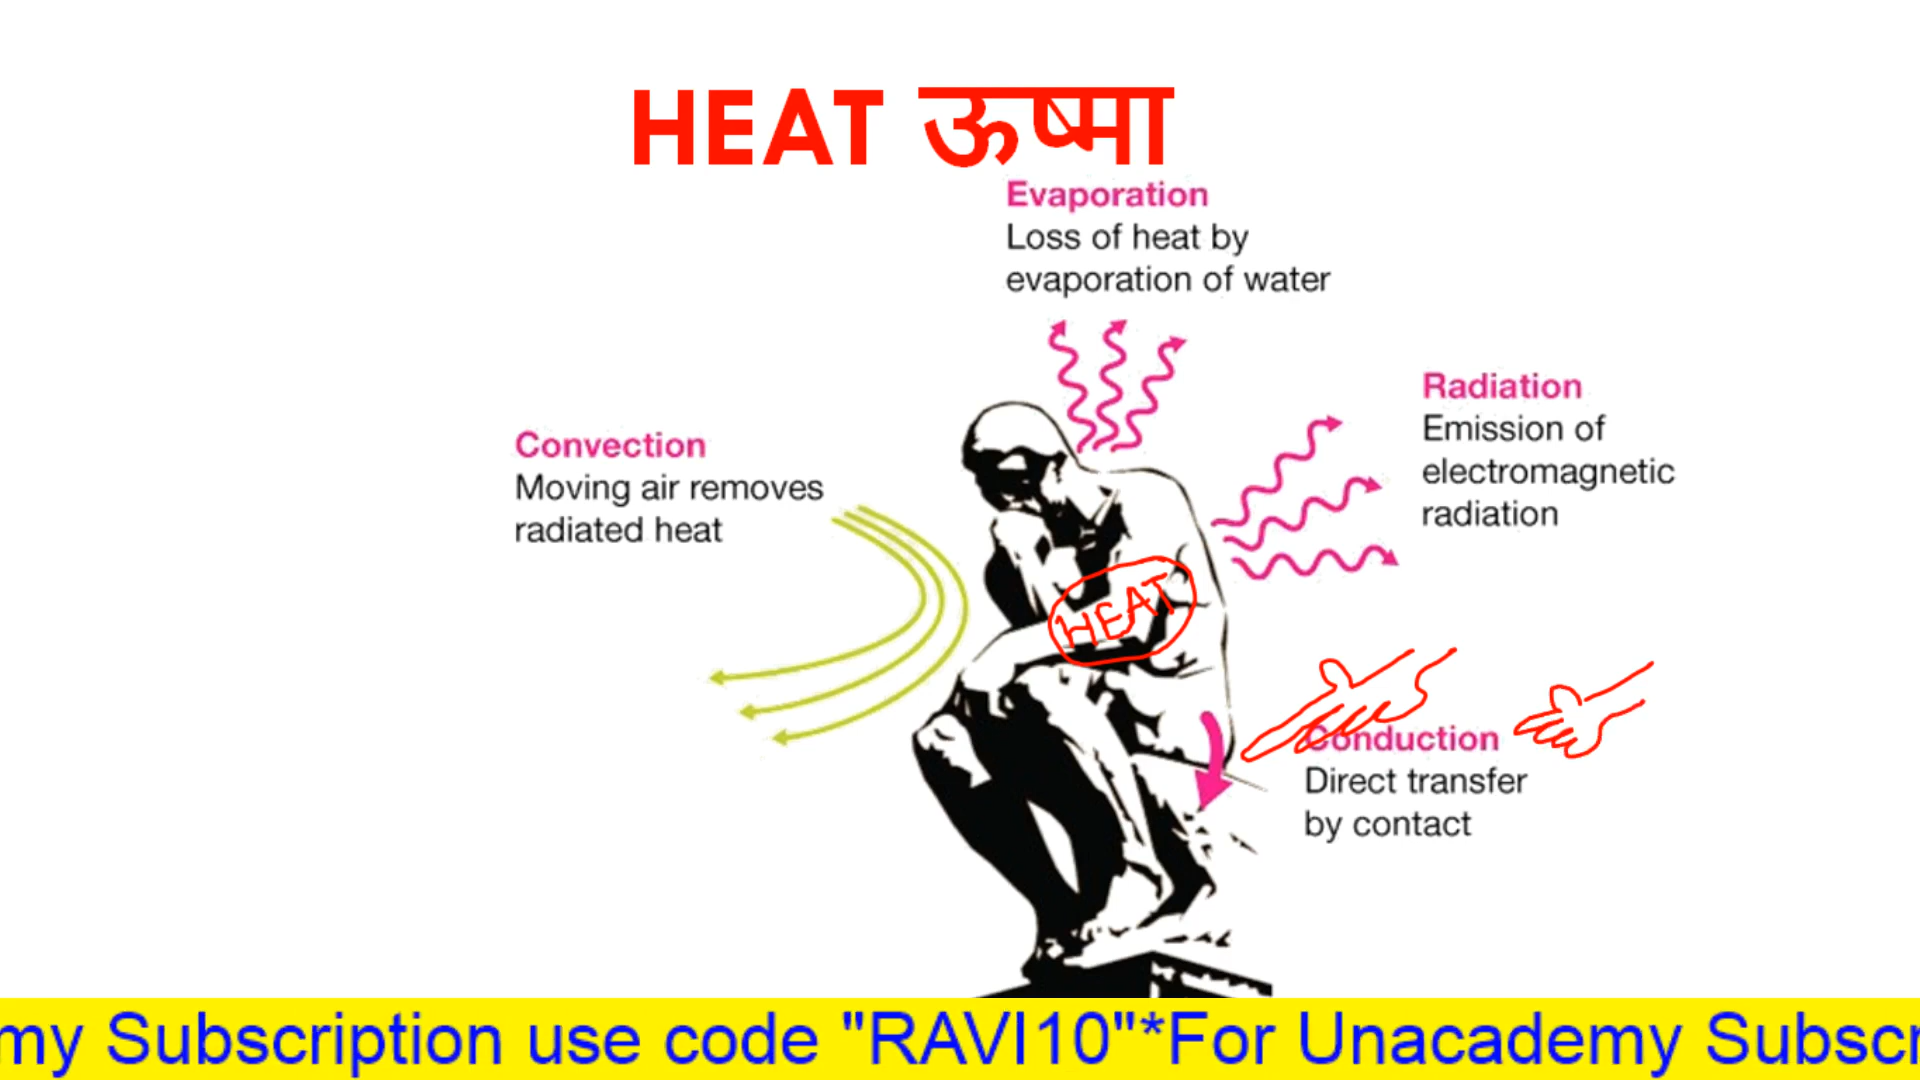 HEAT ऊष्मा
Evaporation
Loss of heat by
evaporation of water
Radiation
Emission of
electromagnetic
radiation
Convection
Moving air removes
radiated heat
HEAT
Conduction
Direct transfer
by contact
my Subscription use code "RAVI10"*For Unacademy Subscr